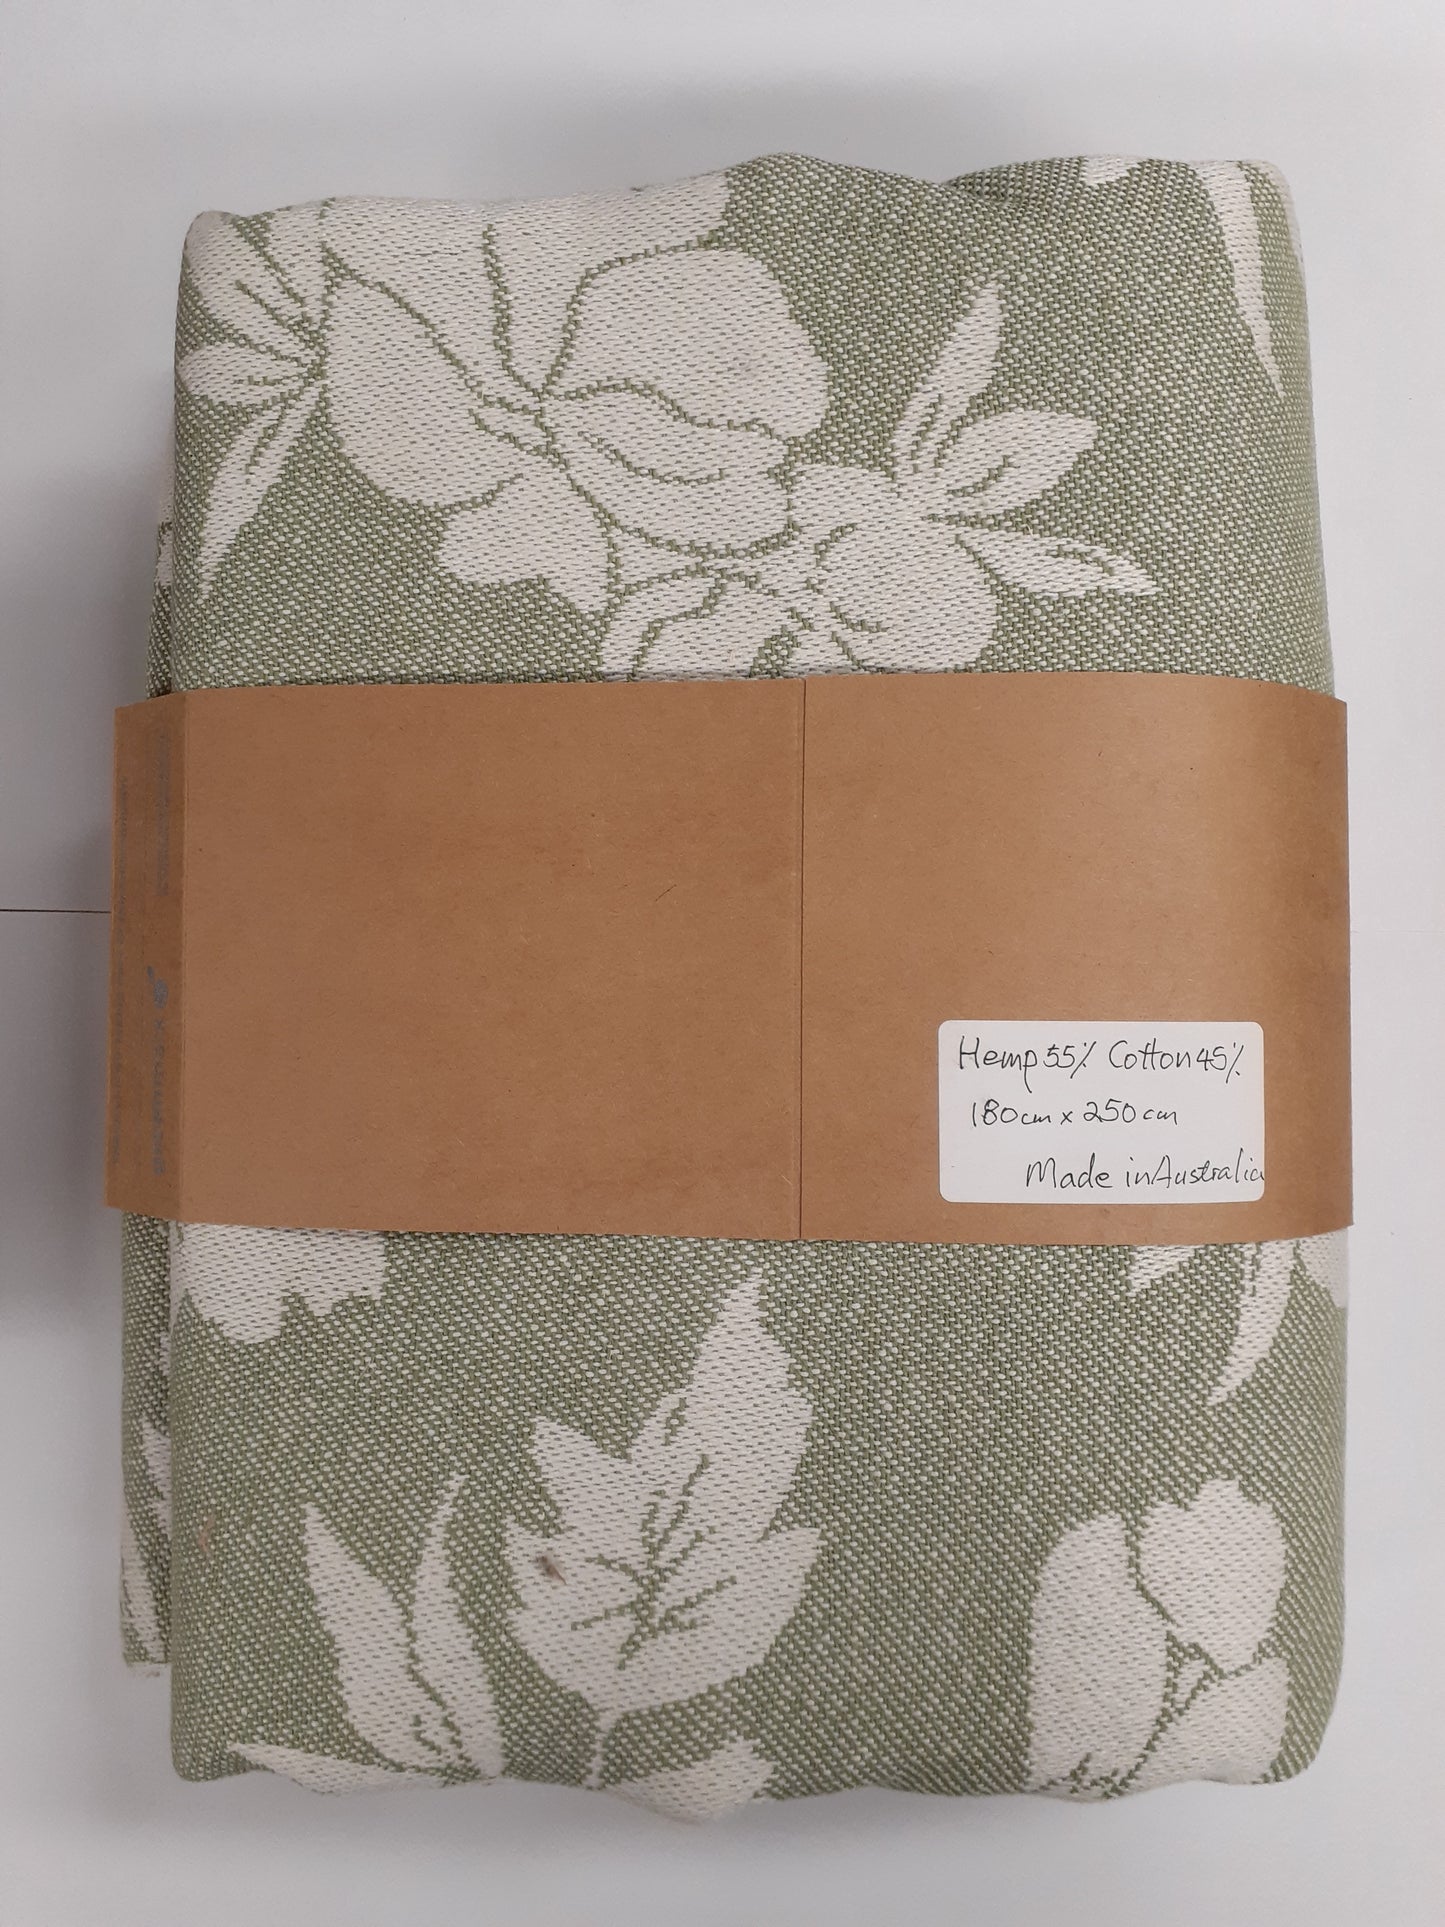 Hemp 55% Cotton 45%
180cm x 250cm
Made in Australia